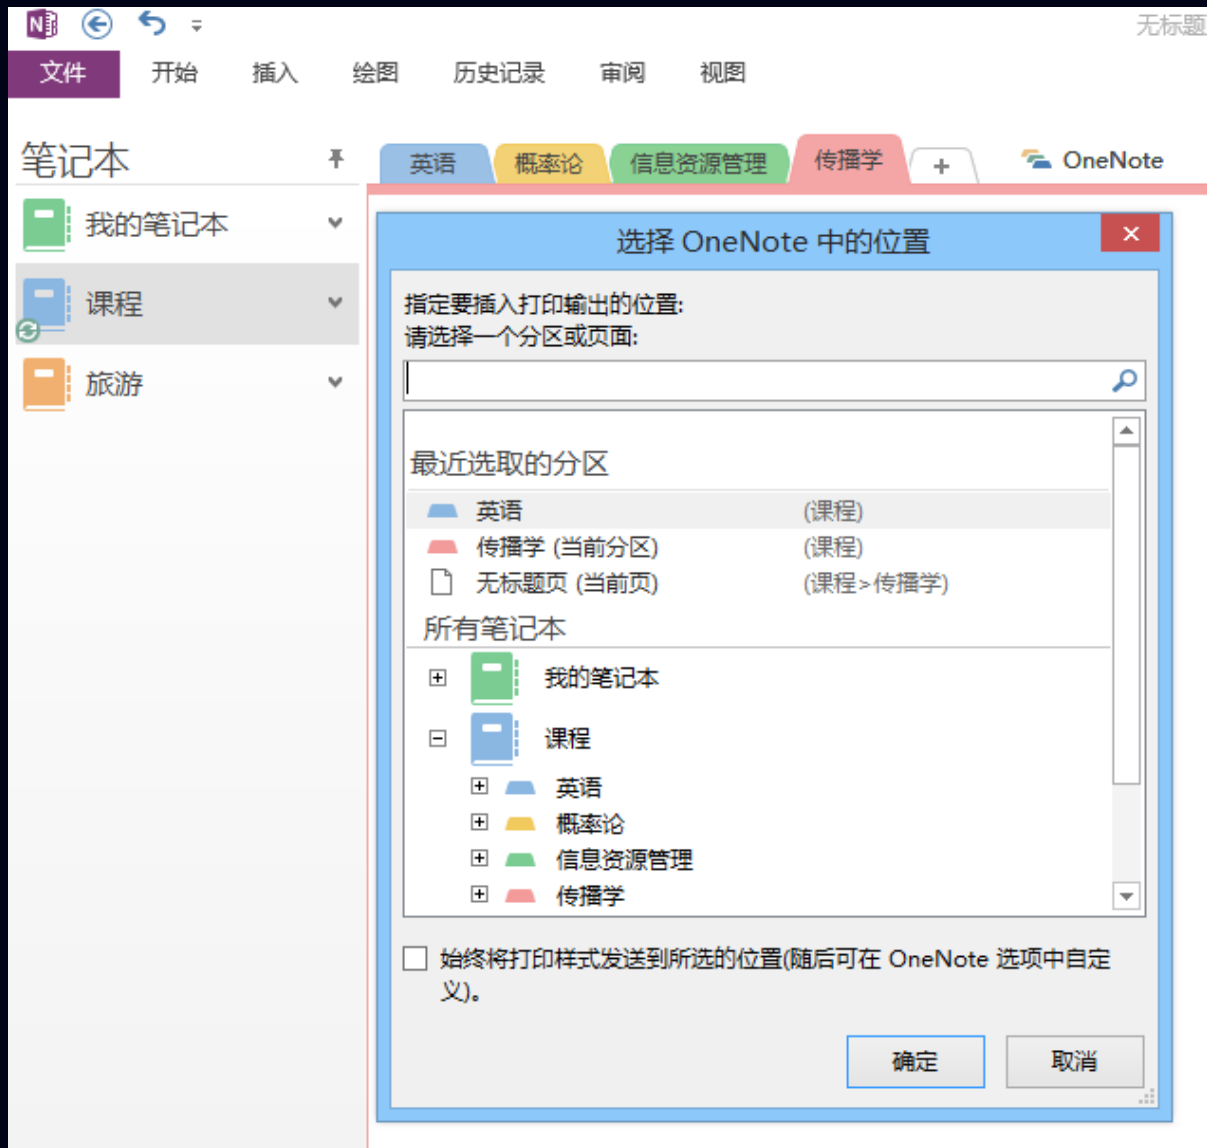 无标题
文件 开始 插入 绘图 历史记录 审阅 视图
笔记本
英语 概率论 信息资源管理 传播学 + OneNote
我的笔记本
课程
旅游
选择 OneNote 中的位置
指定要插入打印输出的位置:
请选择一个分区或页面:
最近选取的分区
英语 (课程)
传播学 (当前分区) (课程)
无标题页 (当前页) (课程>传播学)
所有笔记本
我的笔记本
课程
英语
概率论
信息资源管理
传播学
始终将打印样式发送到所选的位置(随后可在 OneNote 选项中自定
义)。
确定 取消